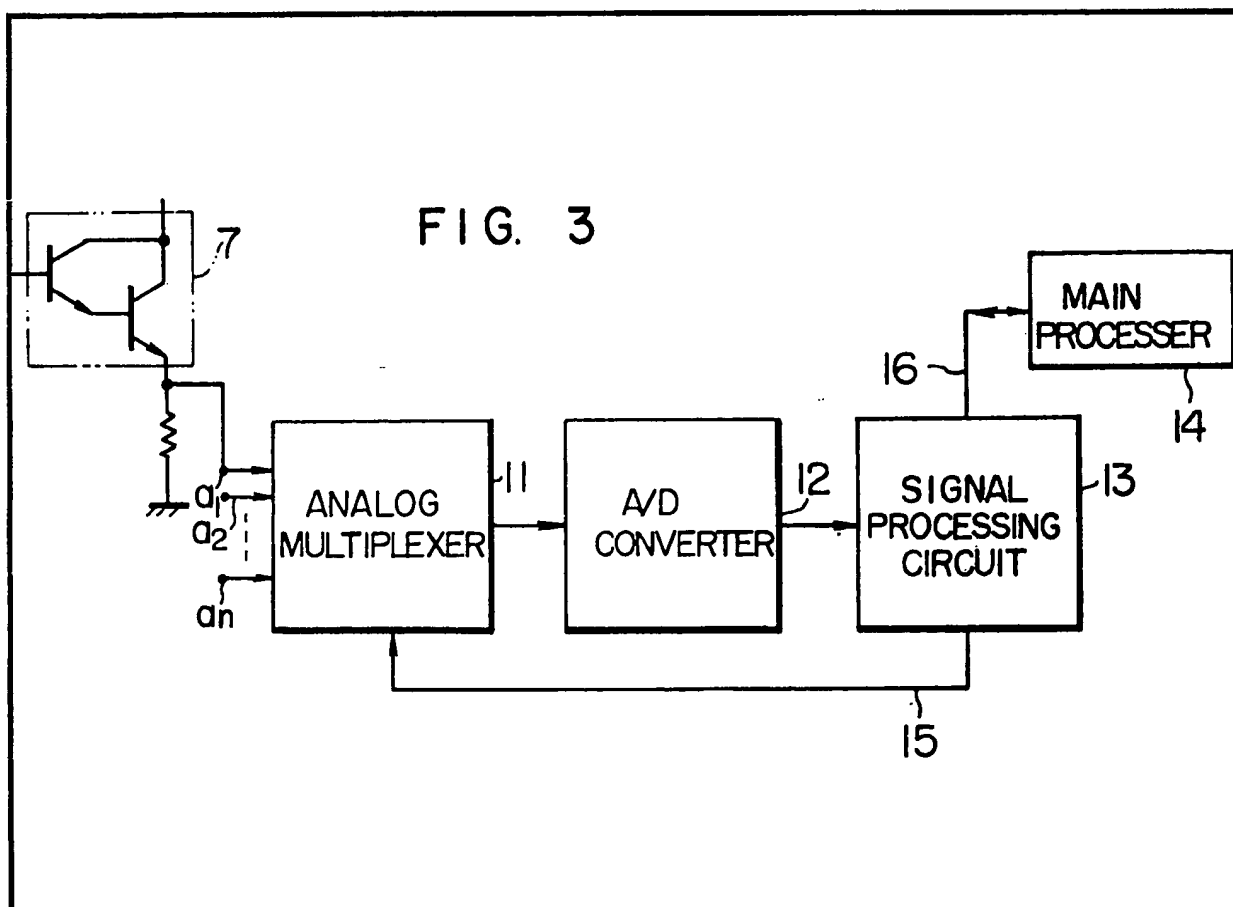 FIG. 3
7
MAIN
PROCESSER
14
16
a1
a2
an
ANALOG
MULTIPLEXER
11
A/D
CONVERTER
12
SIGNAL
PROCESSING
CIRCUIT
13
15